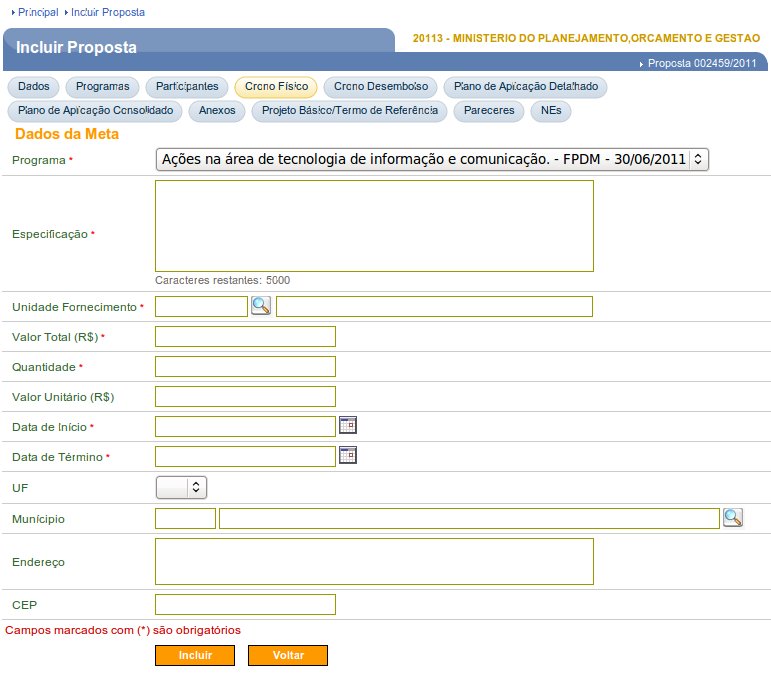 Principal Incluir Proposta
20113 - MINISTERIO DO PLANEJAMENTO,ORCAMENTO E GESTAO
Incluir Proposta
Proposta 002459/2011
Dados Programas Participantes Crono Físico Crono Desembolso Plano de Aplicação Detalhado
Plano de Aplicação Consolidado Anexos Projeto Básico/Termo de Referência Pareceres NEs
Dados da Meta
Programa * Ações na área de tecnologia de informação e comunicação. - FPDM - 30/06/2011
Especificação *
Caracteres restantes: 5000
Unidade Fornecimento *
Valor Total (R$) *
Quantidade *
Valor Unitário (R$)
Data de Início *
Data de Término *
UF
Munícipio
Endereço
CEP
Campos marcados com (*) são obrigatórios
Incluir Voltar